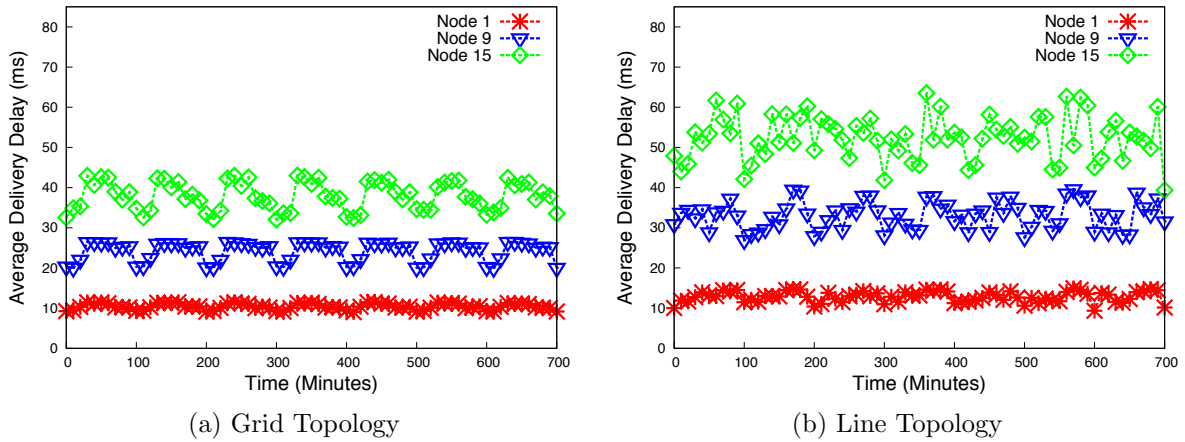 Average Delivery Delay (ms)
80
70
60
50
40
30
20
10
0
Node 1
Node 9
Node 15
0 100 200 300 400 500 600 700
Time (Minutes)
(a) Grid Topology
Average Delivery Delay (ms)
80
70
60
50
40
30
20
10
0
Node 1
Node 9
Node 15
0 100 200 300 400 500 600 700
Time (Minutes)
(b) Line Topology